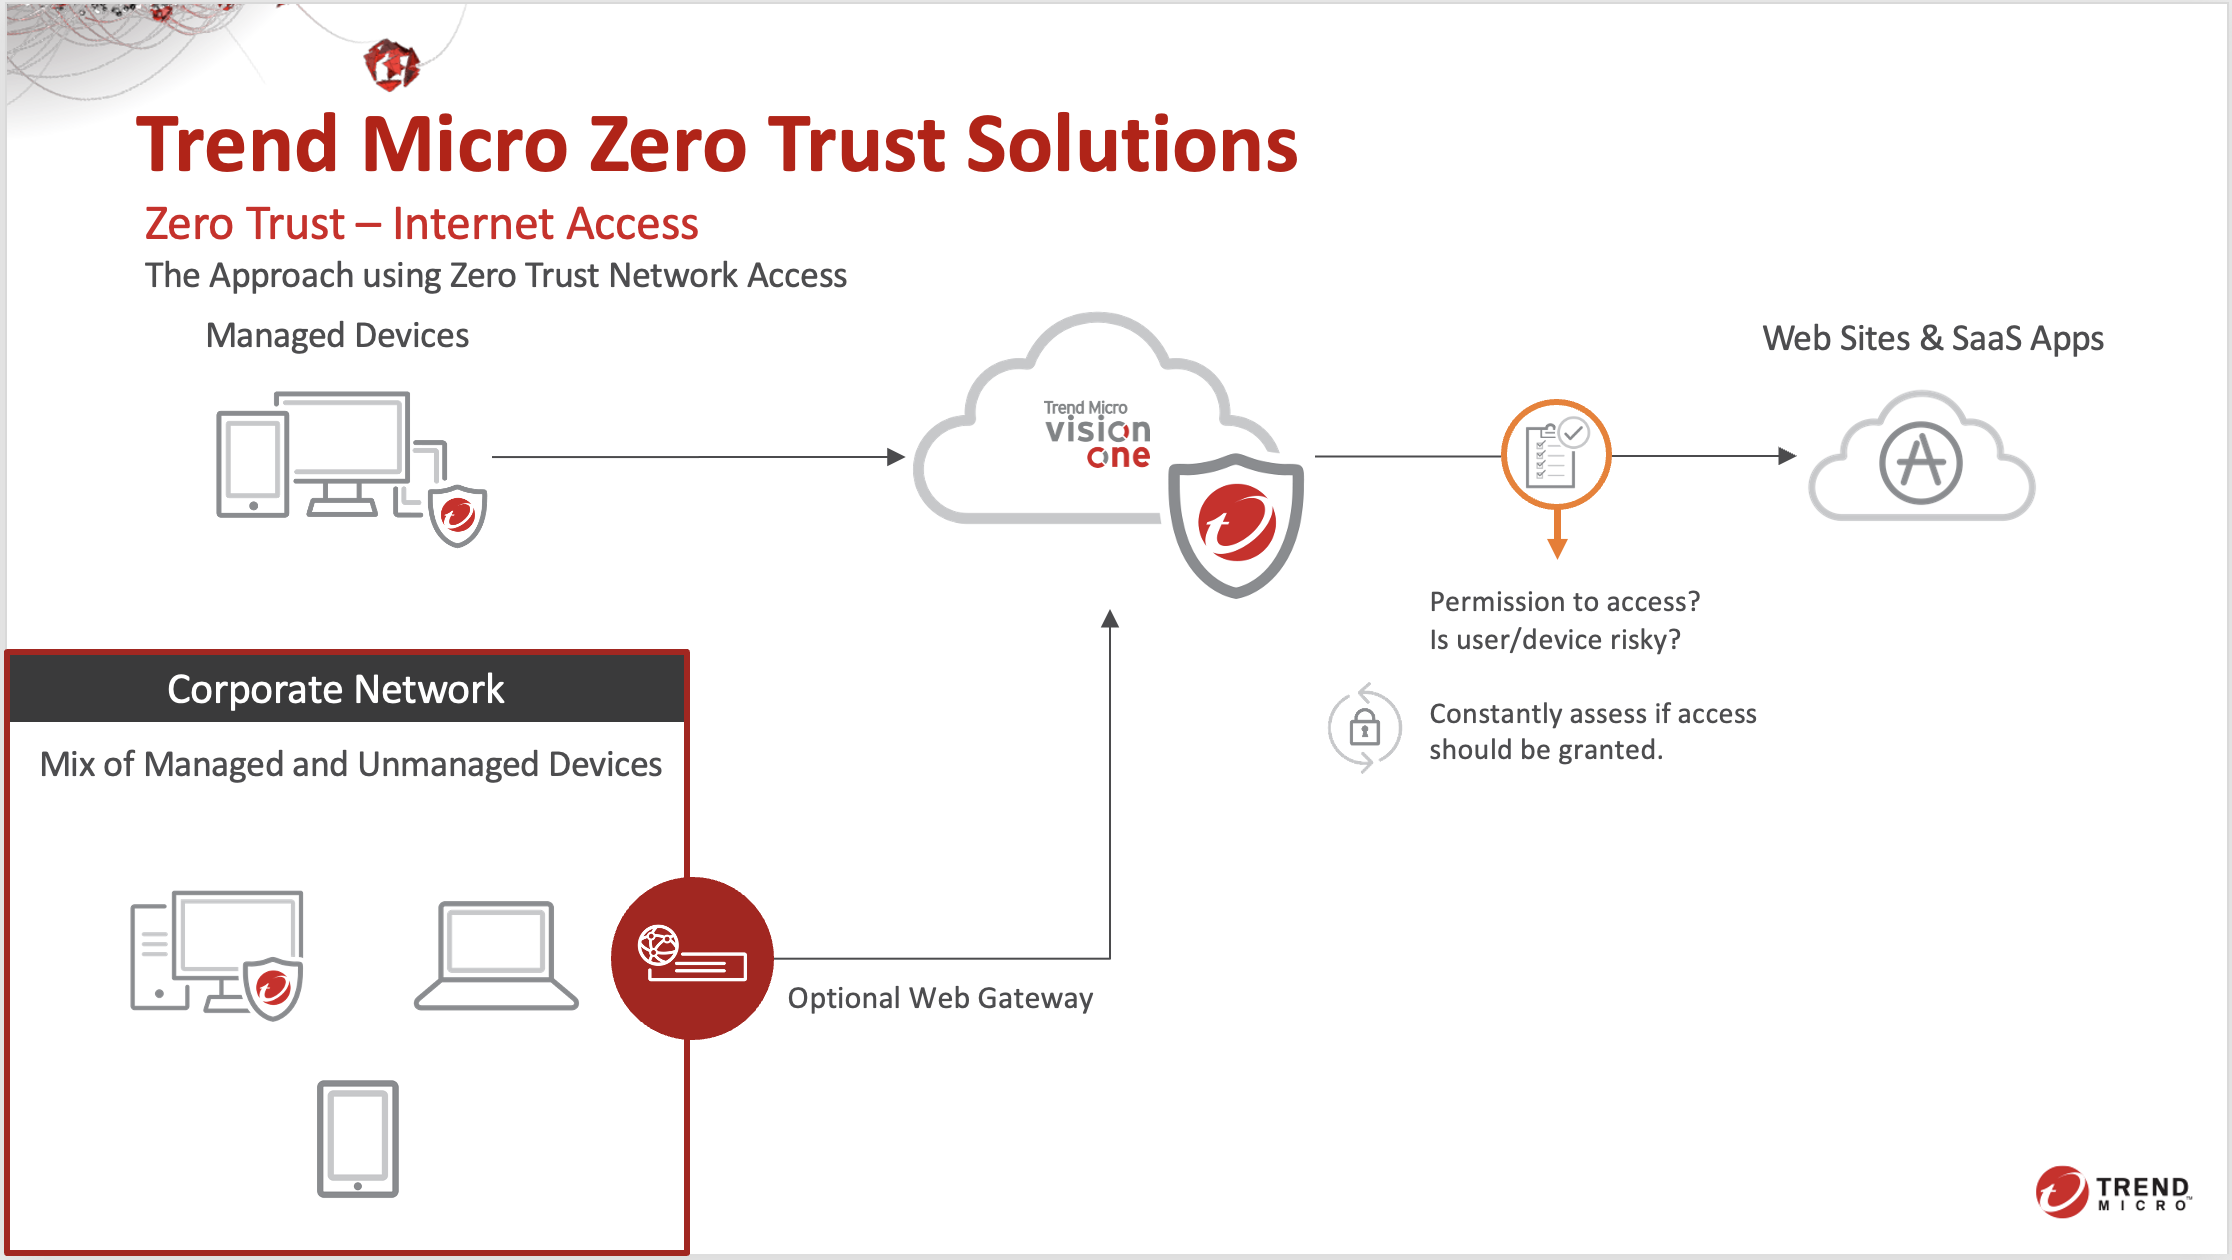 Trend Micro Zero Trust Solutions
Zero Trust – Internet Access
The Approach using Zero Trust Network Access
Managed Devices
Trend Micro
vision
one
Web Sites & SaaS Apps
Permission to access?
Is user/device risky?
Constantly assess if access
should be granted.
Corporate Network
Mix of Managed and Unmanaged Devices
Optional Web Gateway
TREND
MICRO™